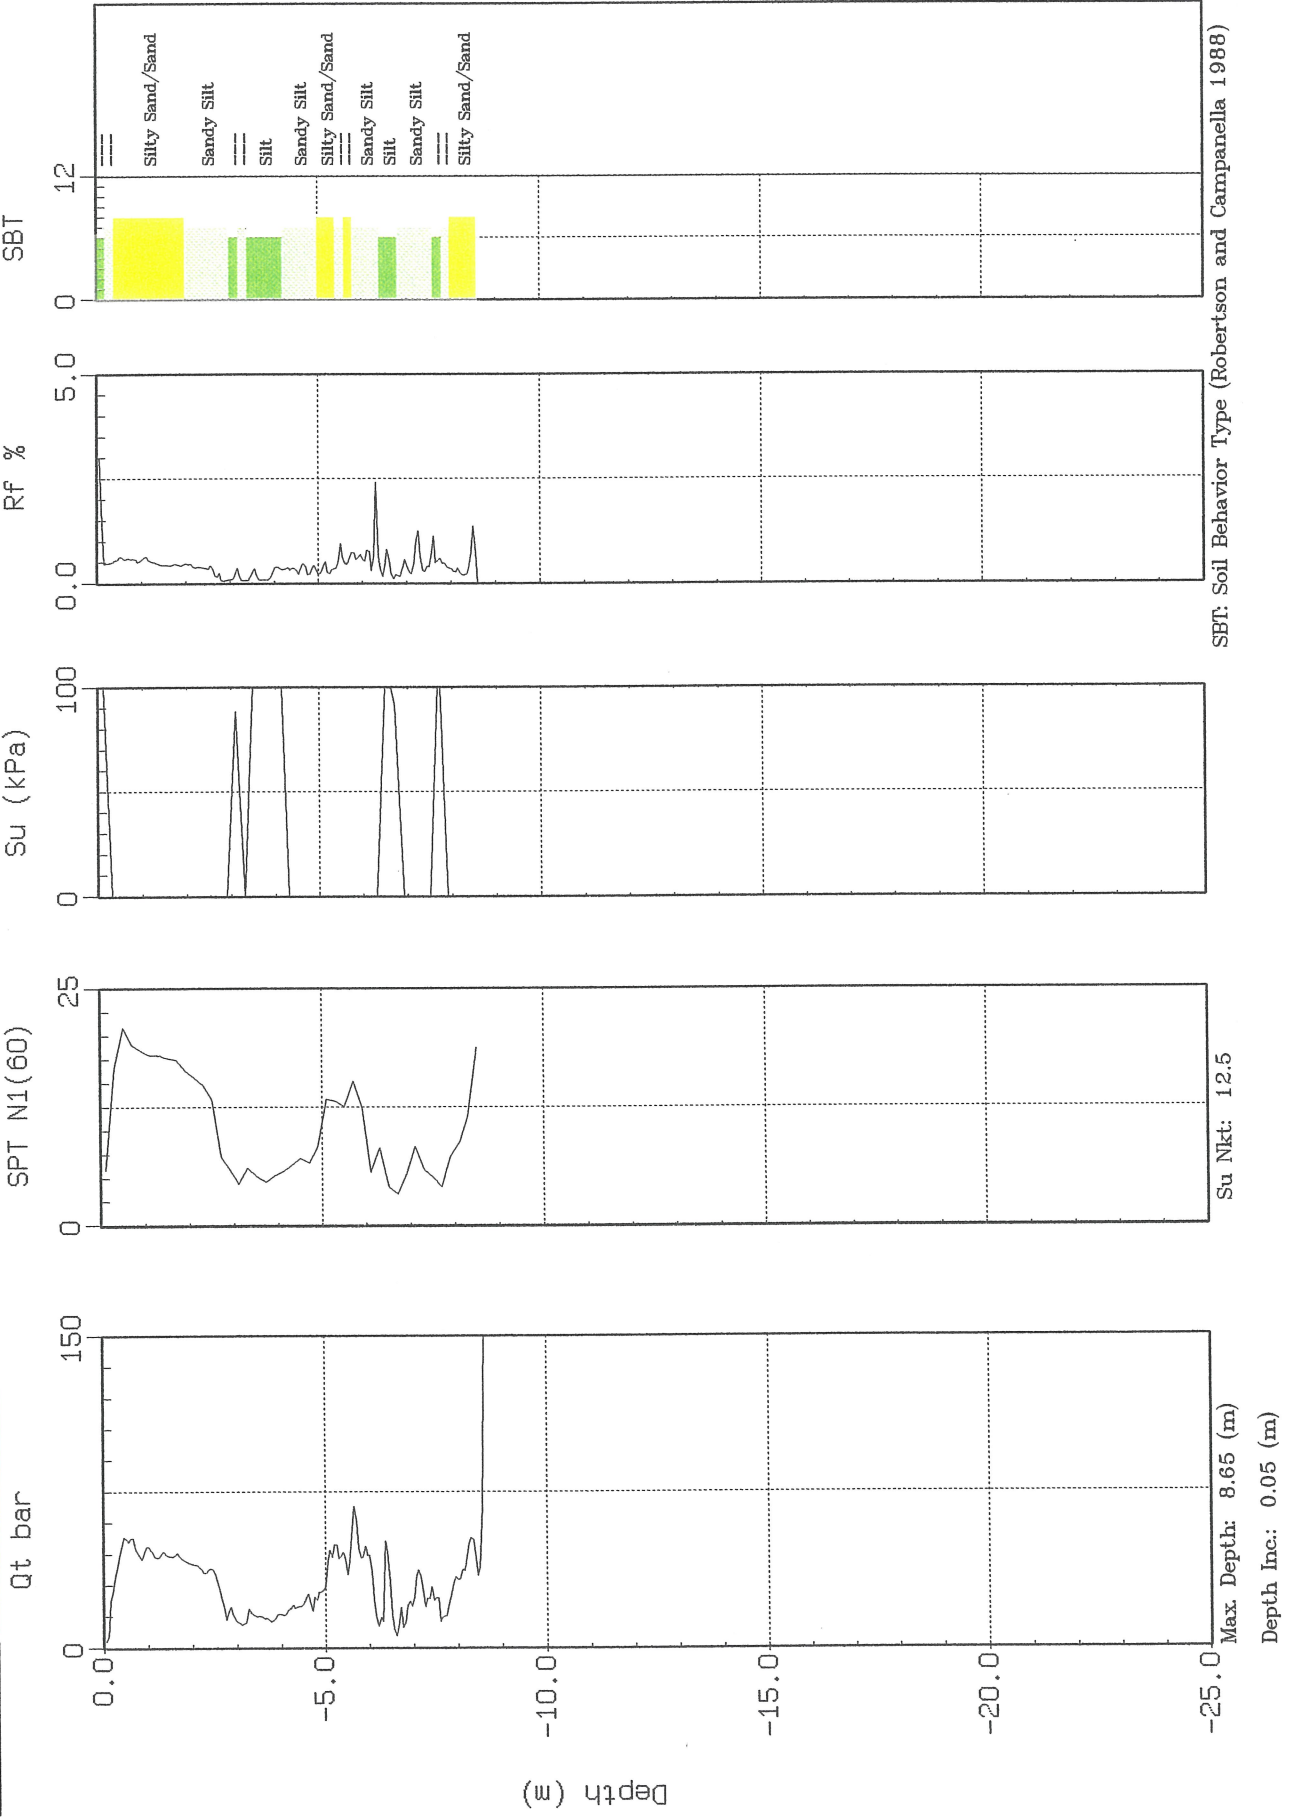 Qt bar
SPT N1(60)
Su (kPa)
Rf %
SBT
0
150
0
25
0
100
0.0
5.0
0
12
0.0
-5.0
-10.0
-15.0
-20.0
-25.0
Depth (m)
Silty Sand/Sand
Sandy Silt
Silt
Sandy Silt
Silty Sand/Sand
Sandy Silt
Silt
Sandy Silt
Silty Sand/Sand
Max. Depth: 8.65 (m)
Depth Inc.: 0.05 (m)
Su Nkt: 12.5
SBT: Soil Behavior Type (Robertson and Campanella 1988)